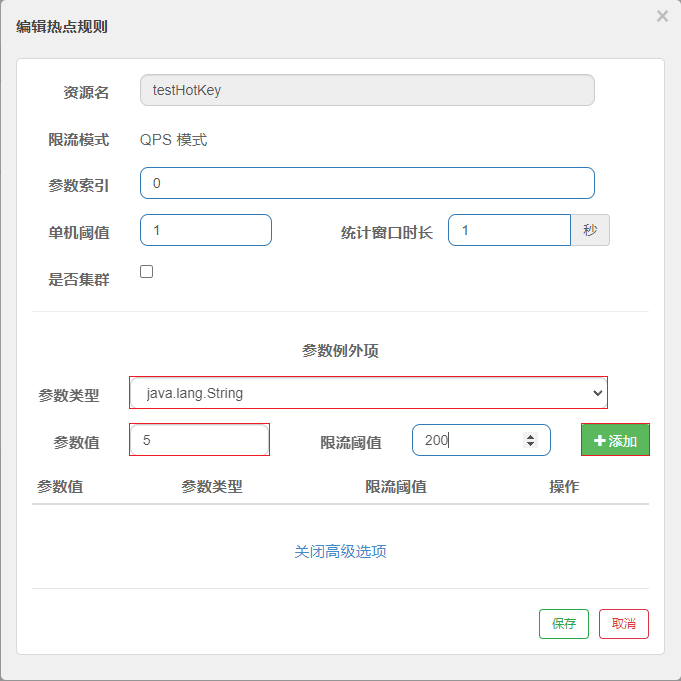 编辑热点规则 ×
资源名 testHotKey
限流模式 QPS 模式
参数索引 0
单机阈值 1 统计窗口时长 1 秒
是否集群
参数例外项
参数类型 java.lang.String
参数值 5 限流阈值 200 +添加
参数值 参数类型 限流阈值 操作
关闭高级选项
保存 取消